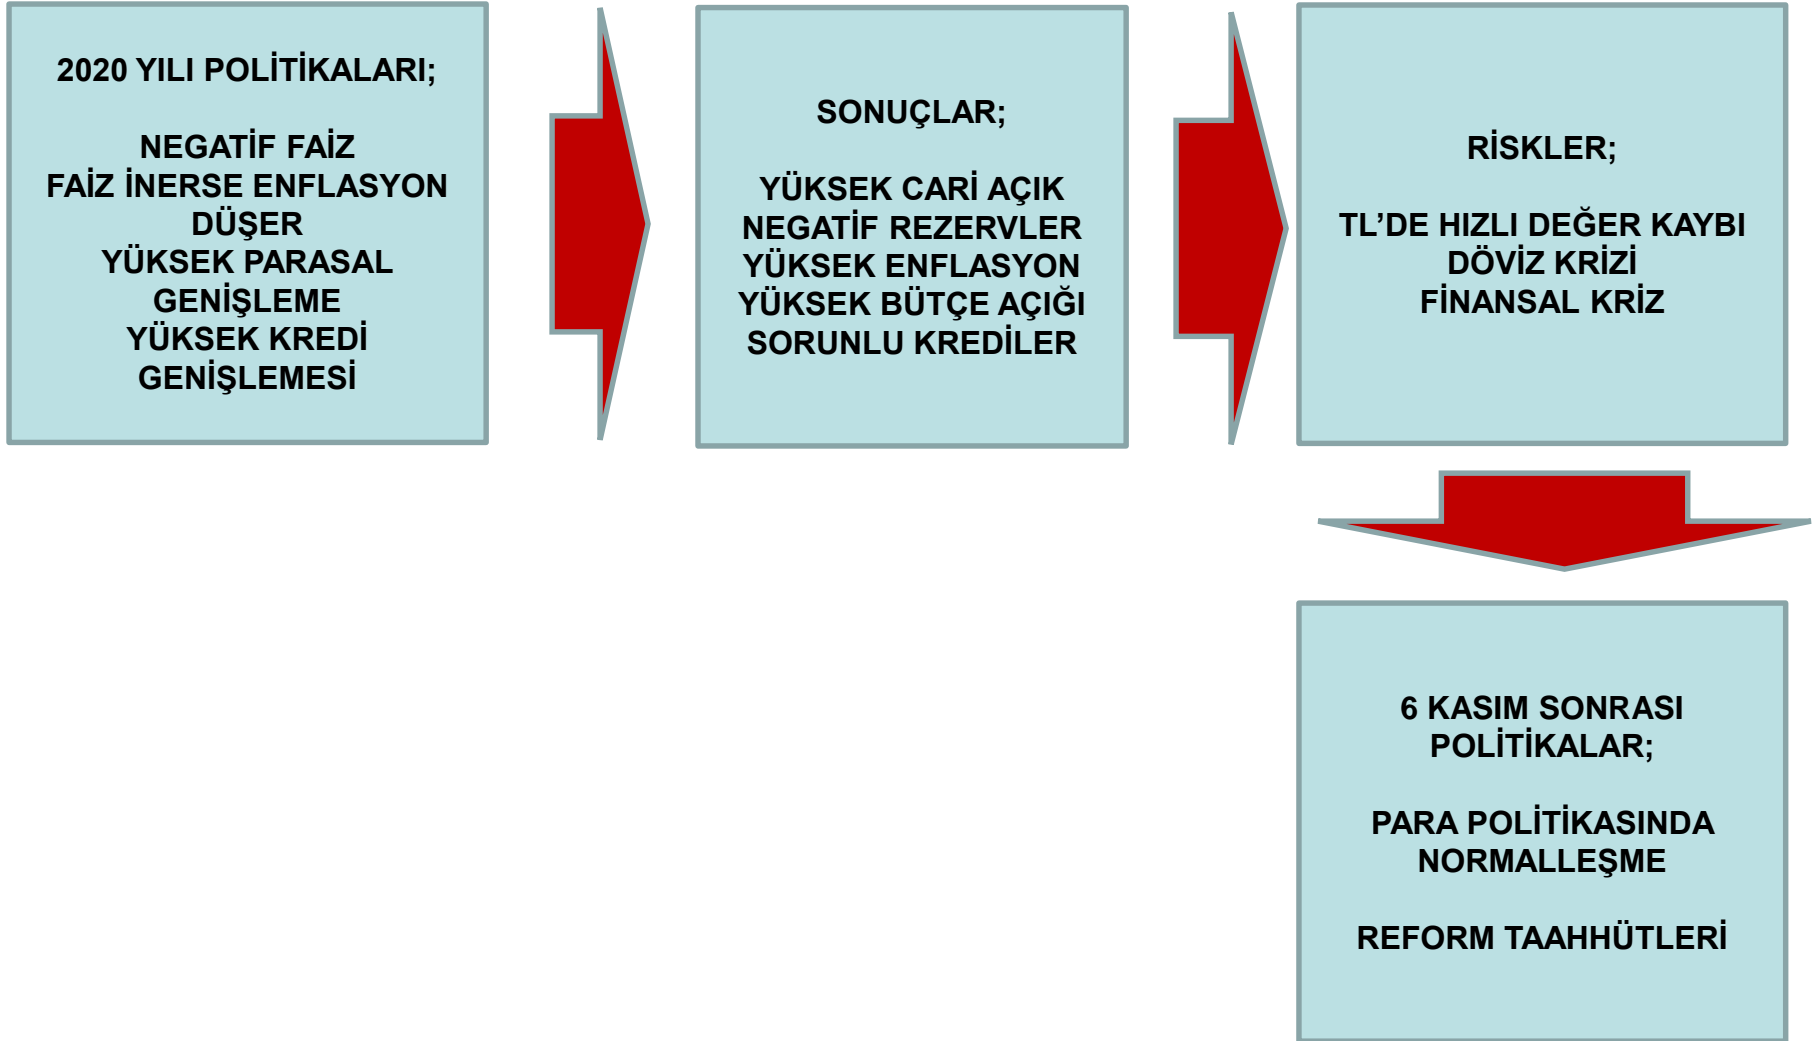 2020 YILI POLİTİKALARI;
NEGATİF FAİZ
FAİZ İNERSE ENFLASYON
DÜŞER
YÜKSEK PARASAL
GENİŞLEME
YÜKSEK KREDİ
GENİŞLEMESİ
SONUÇLAR;
YÜKSEK CARİ AÇIK
NEGATİF REZERVLER
YÜKSEK ENFLASYON
YÜKSEK BÜTÇE AÇIĞI
SORUNLU KREDİLER
RİSKLER;
TL’DE HIZLI DEĞER KAYBI
DÖVİZ KRİZİ
FİNANSAL KRİZ
6 KASIM SONRASI
POLİTİKALAR;
PARA POLİTİKASINDA
NORMALLEŞME
REFORM TAAHHÜTLERİ